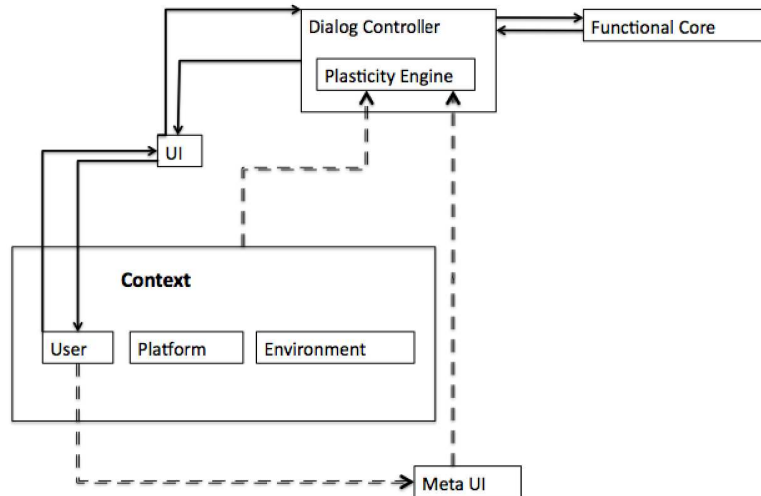 Dialog Controller
Functional Core
Plasticity Engine
UI
Context
User
Platform
Environment
Meta UI